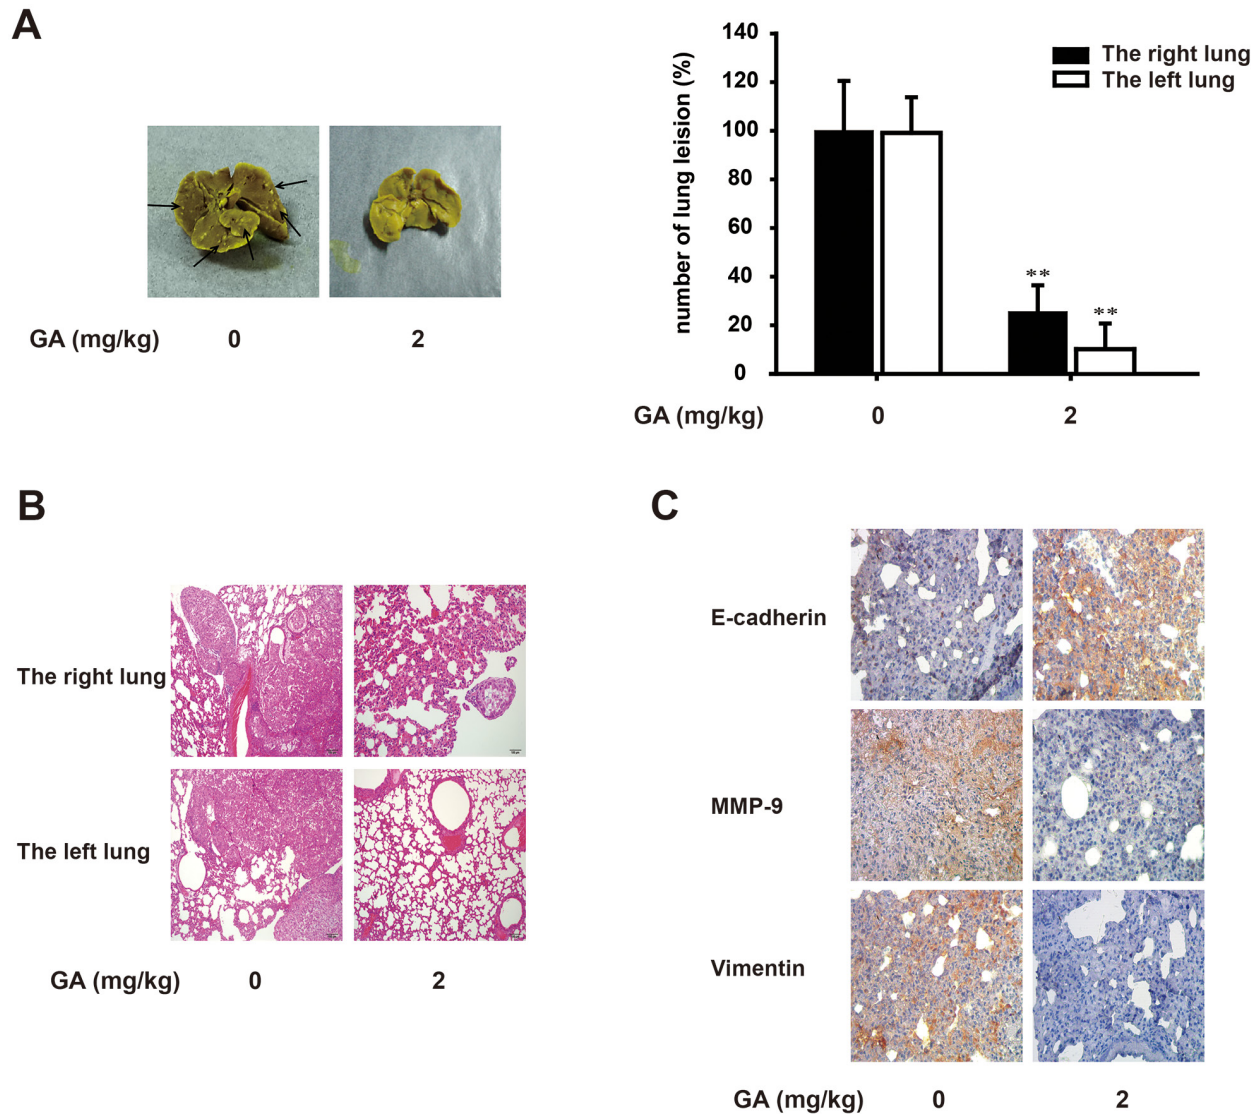 A
GA (mg/kg) 0 2
140
120
100
80
60
40
20
0
number of lung leision (%)
The right lung
The left lung
** **
GA (mg/kg) 0 2
B
The right lung
The left lung
GA (mg/kg) 0 2
C
E-cadherin
MMP-9
Vimentin
GA (mg/kg) 0 2